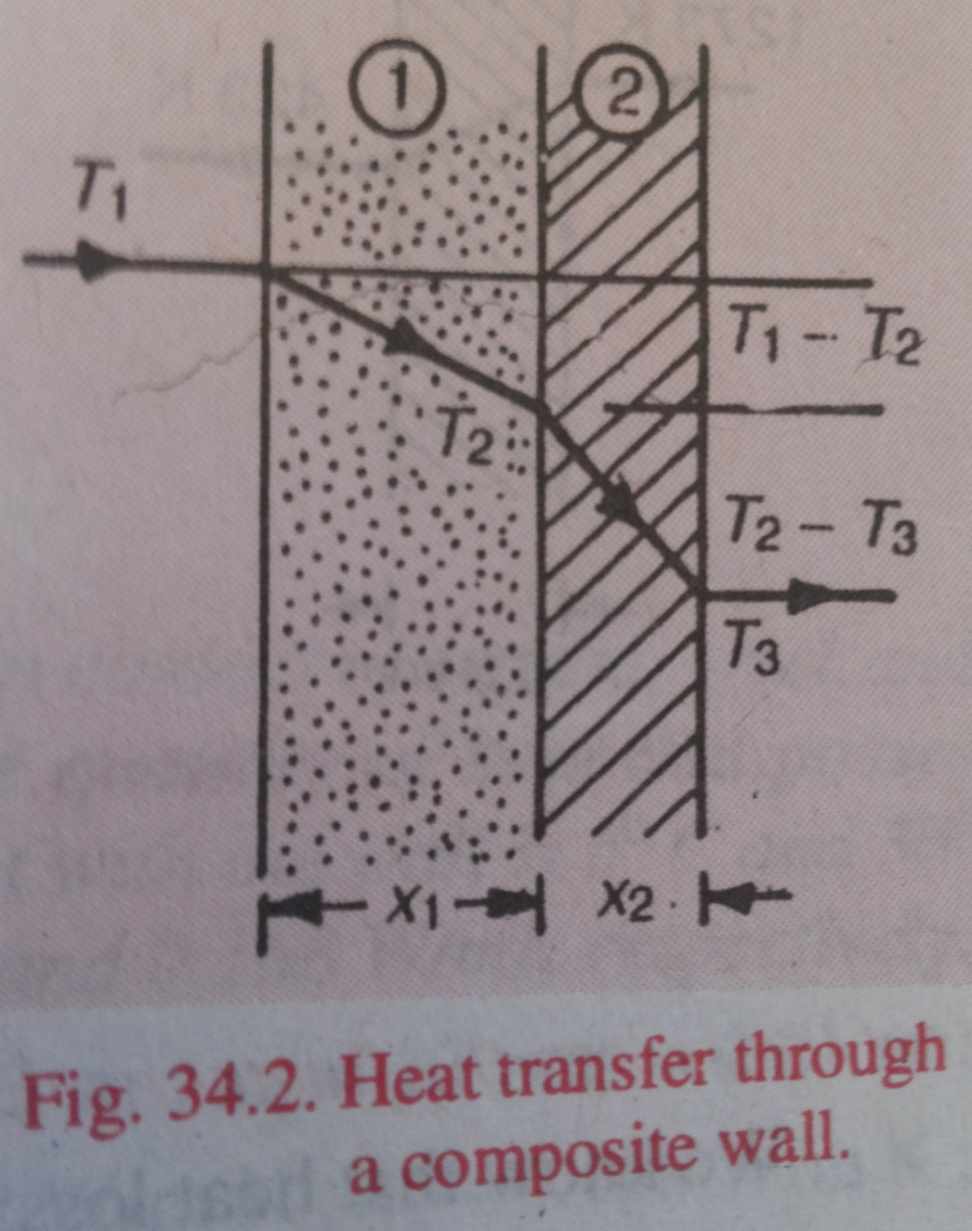 1
2
T1
T1 – T2
T2
T2 – T3
T3
x1
x2
Fig. 34.2. Heat transfer through
a composite wall.